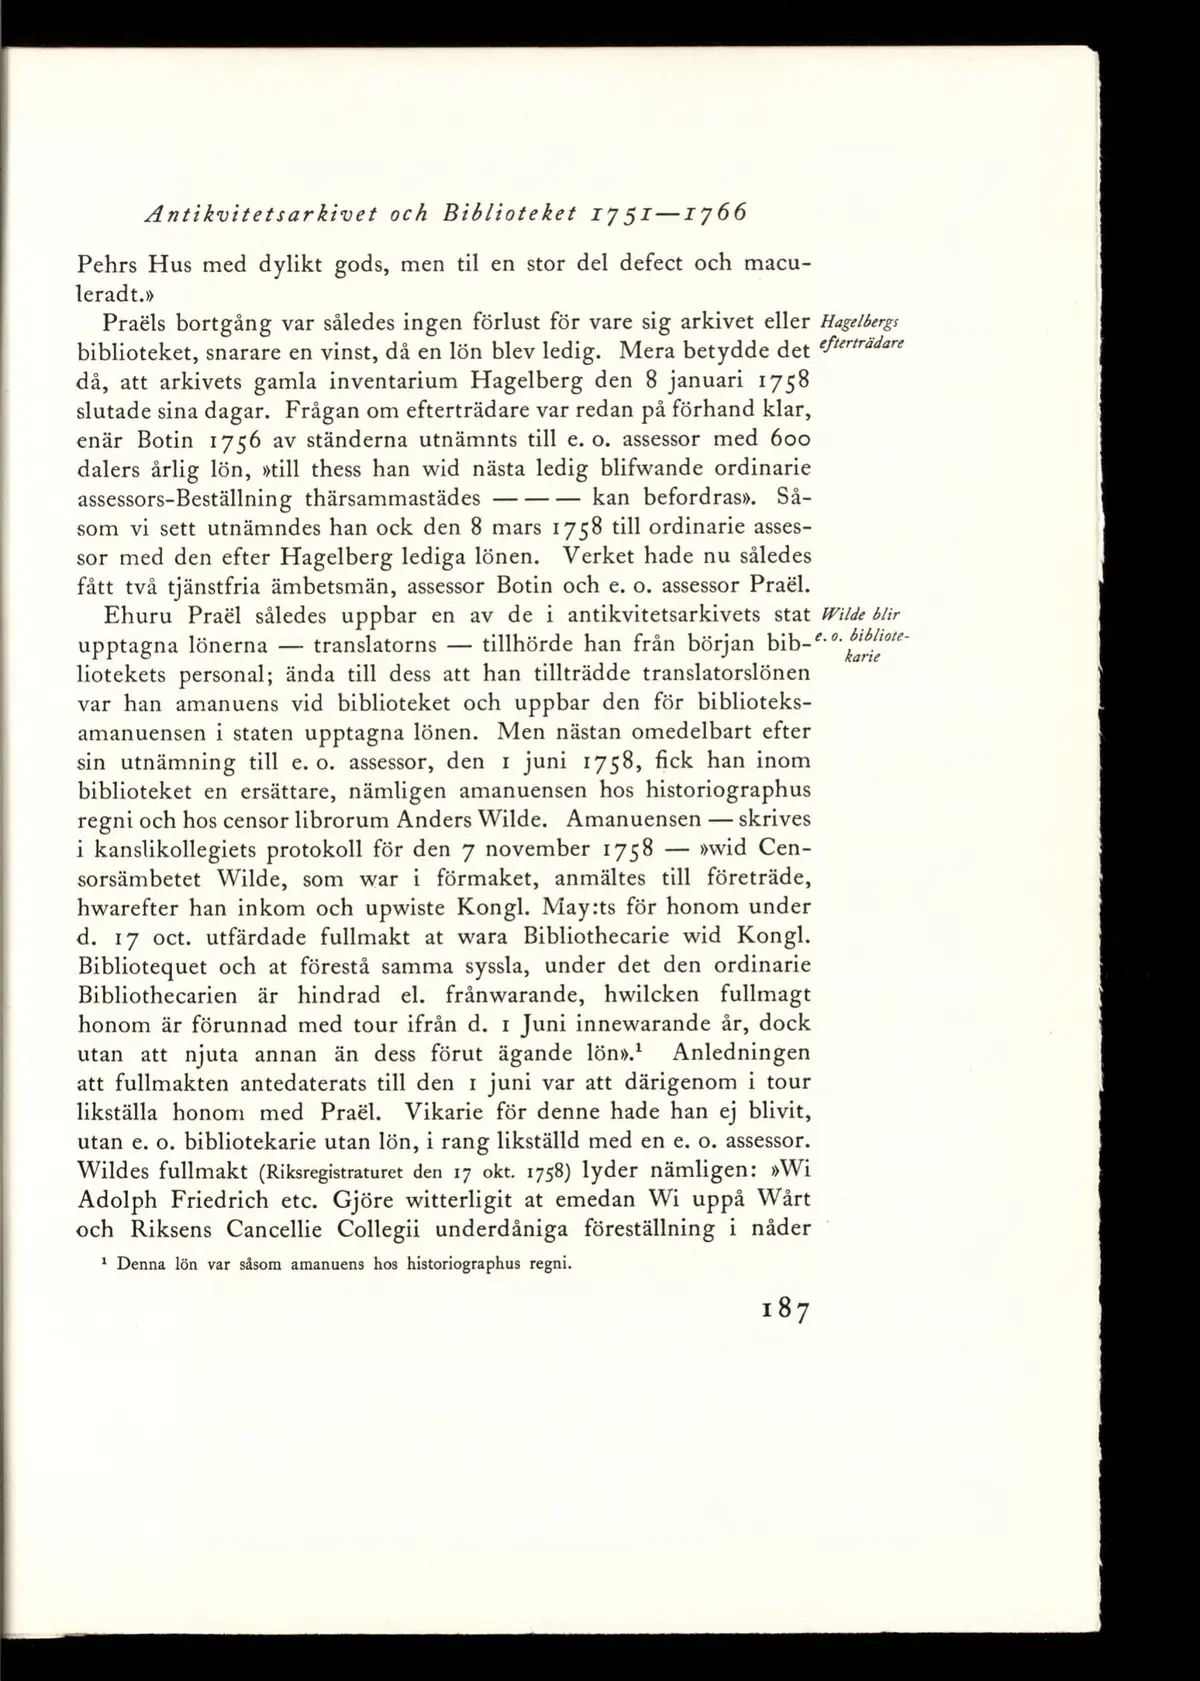 Antikvitetsarkivet och Biblioteket 1751—1766
Pehrs Hus med dylikt gods, men til en stor del defect och macu-
leradt.»
Praëls bortgång var således ingen förlust för vare sig arkivet eller
Hagelbergs
biblioteket, snarare en vinst, då en lön blev ledig. Mera betydde det
efterträdare
då, att arkivets gamla inventarium Hagelberg den 8 januari 1758
slutade sina dagar. Frågan om efterträdare var redan på förhand klar,
enär Botin 1756 av ständerna utnämnts till e. o. assessor med 600
dalers årlig lön, »till thess han wid nästa ledig blifwande ordinarie
assessors-Beställning thärsammastädes — — — kan befordras». Så-
som vi sett utnämndes han ock den 8 mars 1758 till ordinarie asses-
sor med den efter Hagelberg lediga lönen. Verket hade nu således
fått två tjänstfria ämbetsmän, assessor Botin och e. o. assessor Praël.
Ehuru Praël således uppbar en av de i antikvitetsarkivets stat
Wilde blir
upptagna lönerna — translatorns — tillhörde han från början bib-
e. o. bibliote-
karie
liotekets personal; ända till dess att han tillträdde translatorslönen
var han amanuens vid biblioteket och uppbar den för biblioteks-
amanuensen i staten upptagna lönen. Men nästan omedelbart efter
sin utnämning till e. o. assessor, den 1 juni 1758, fick han inom
biblioteket en ersättare, nämligen amanuensen hos historiographus
regni och hos censor librorum Anders Wilde. Amanuensen — skrives
i kanslikollegiets protokoll för den 7 november 1758 — »wid Cen-
sorsämbetet Wilde, som war i förmaket, anmältes till företräde,
hwarefter han inkom och upwiste Kongl. May:ts för honom under
d. 17 oct. utfärdade fullmakt at wara Bibliothecarie wid Kongl.
Bibliotequet och at förestå samma syssla, under det den ordinarie
Bibliothecarien är hindrad el. frånwarande, hwilcken fullmagt
honom är förunnad med tour ifrån d. 1 Juni innewarande år, dock
utan att njuta annan än dess förut ägande lön».¹ Anledningen
att fullmakten antedaterats till den 1 juni var att därigenom i tour
likställa honom med Praël. Vikarie för denne hade han ej blivit,
utan e. o. bibliotekarie utan lön, i rang likställd med en e. o. assessor.
Wildes fullmakt (Riksregistraturet den 17 okt. 1758) lyder nämligen: »Wi
Adolph Friedrich etc. Gjöre witterligit at emedan Wi uppå Wårt
och Riksens Cancellie Collegii underdåniga föreställning i nåder
¹ Denna lön var såsom amanuens hos historiographus regni.
187